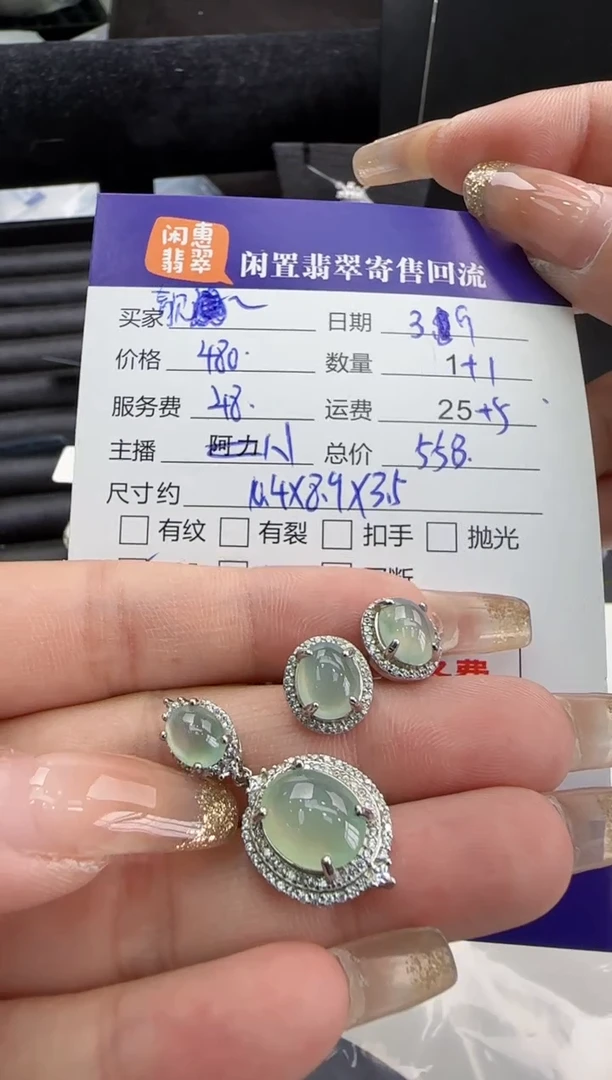 闲惠
翡翠
闲置翡翠寄售回流
买家 日期 3 9
价格 480. 数量 1+1
服务费 48. 运费 25+5
主播 阿力 总价 558.
尺寸约 11.4X8.9X3.5
有纹 有裂 扣手 抛光
费